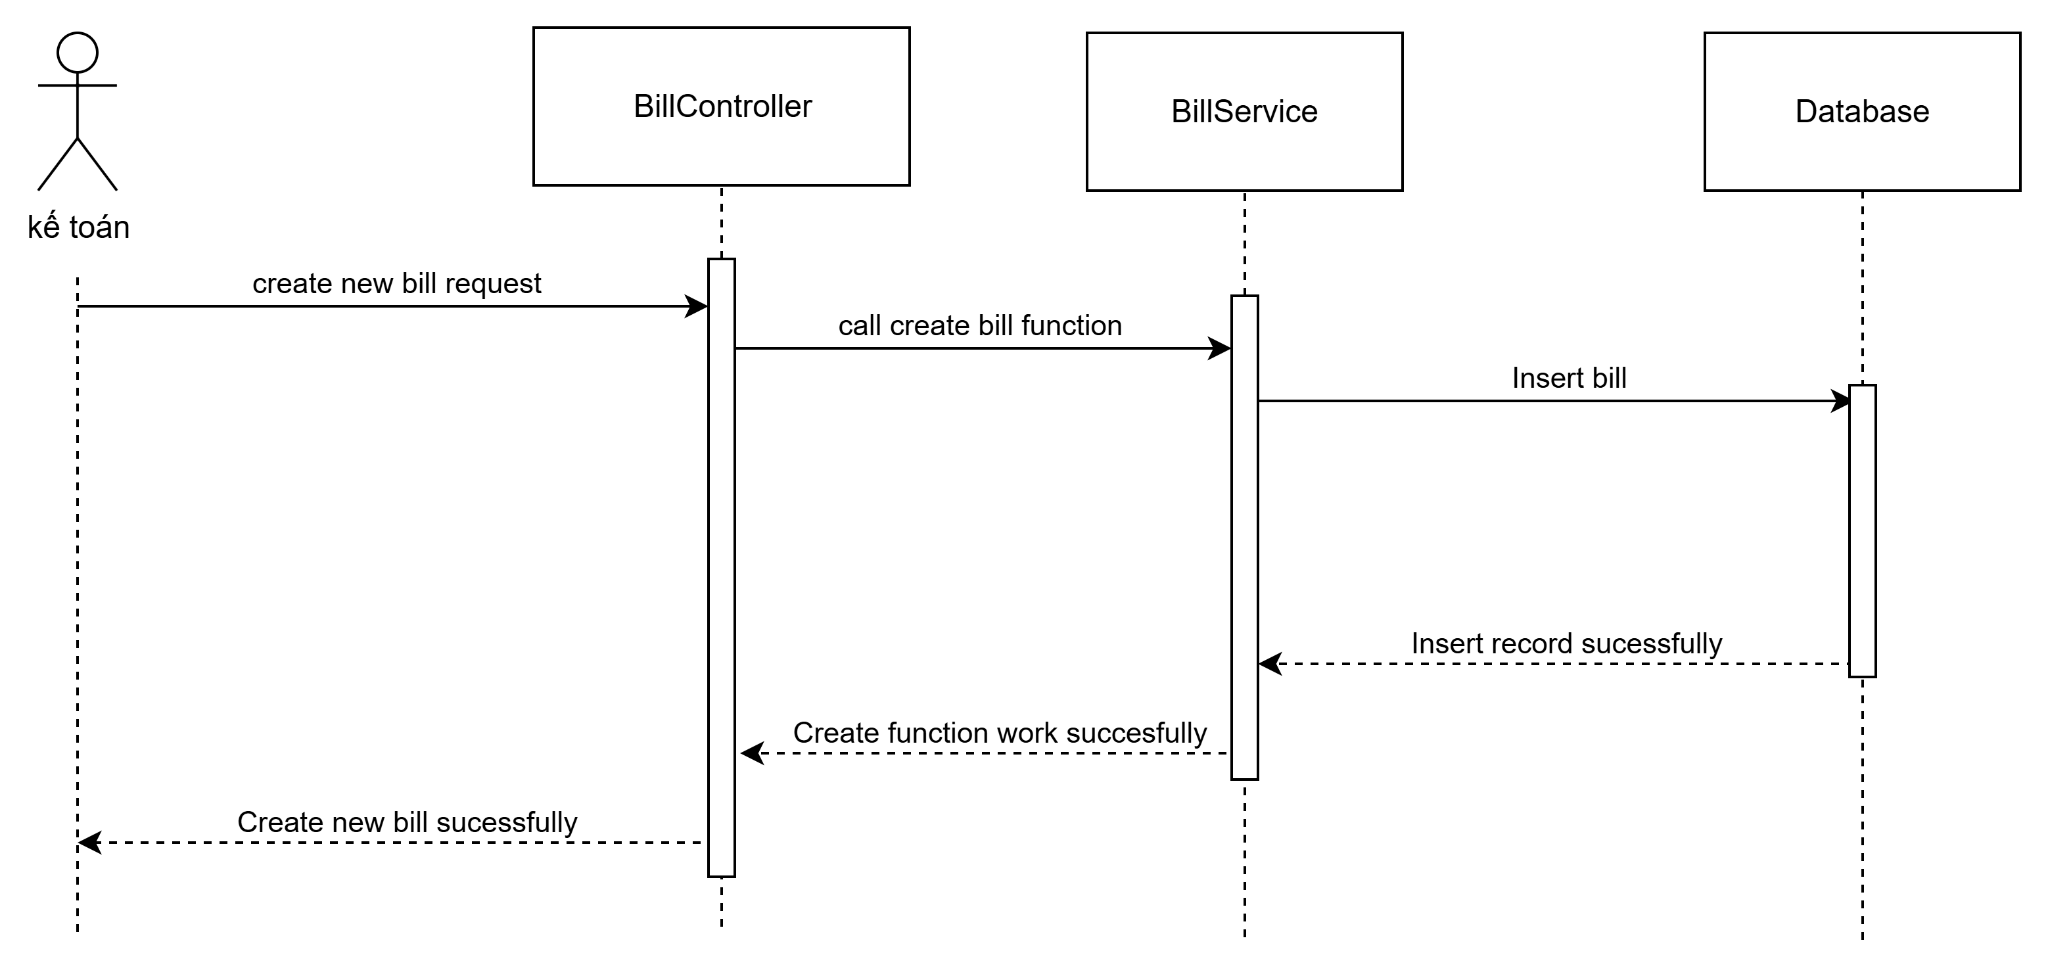 BillController
BillService
Database
kế toán
create new bill request
call create bill function
Insert bill
Insert record sucessfully
Create function work succesfully
Create new bill sucessfully